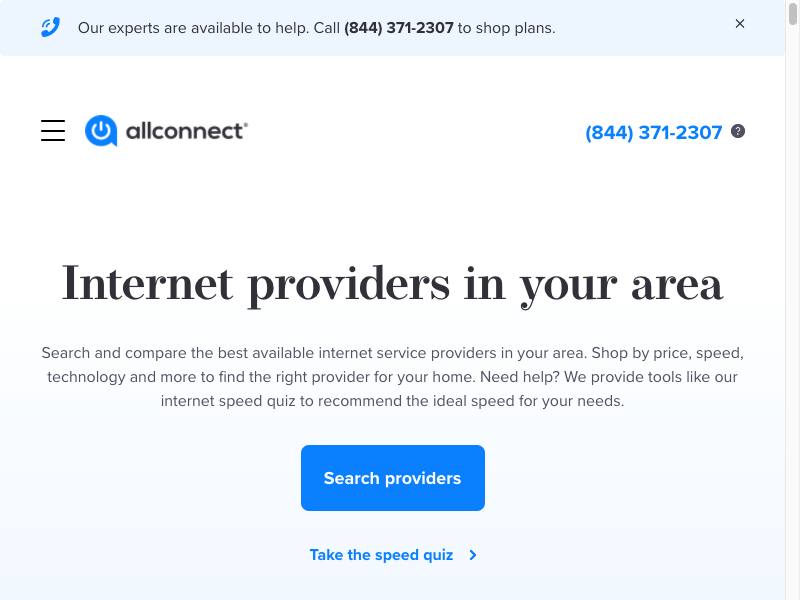 Our experts are available to help. Call (844) 371-2307 to shop plans.
allconnect®
(844) 371-2307 ?
Internet providers in your area
Search and compare the best available internet service providers in your area. Shop by price, speed,
technology and more to find the right provider for your home. Need help? We provide tools like our
internet speed quiz to recommend the ideal speed for your needs.
Search providers
Take the speed quiz